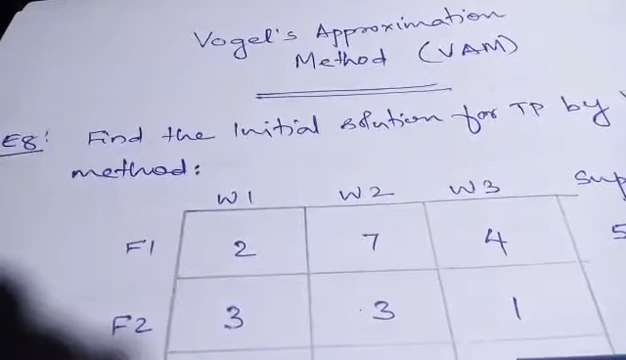 Vogel's Approximation
Method (VAM)
E8: Find the Initial solution for TP by
method:
W1 W2 W3
F1 2 7 4 5
F2 3 3 1